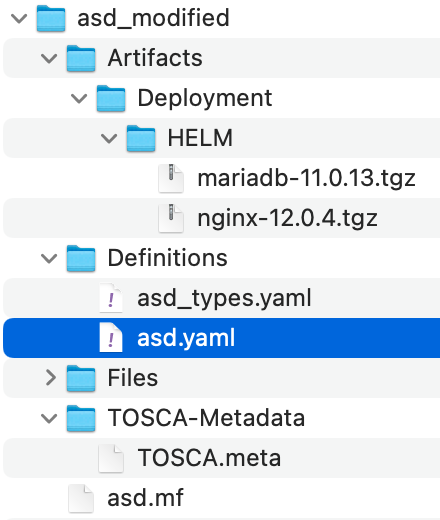 asd_modified
Artifacts
Deployment
HELM
mariadb-11.0.13.tgz
nginx-12.0.4.tgz
Definitions
asd_types.yaml
asd.yaml
Files
TOSCA-Metadata
TOSCA.meta
asd.mf